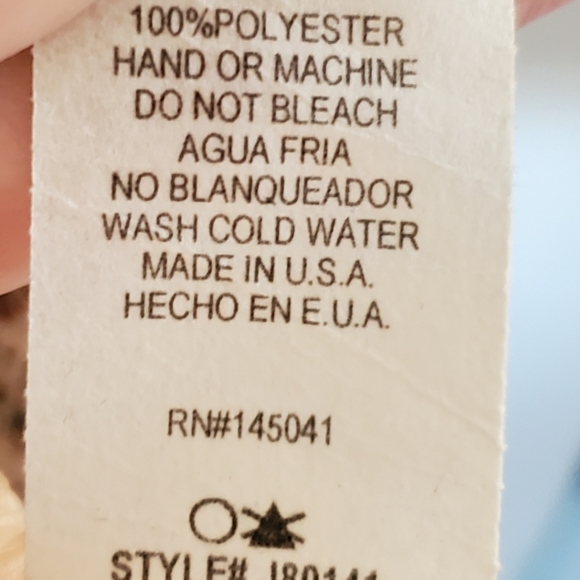 100%POLYESTER
HAND OR MACHINE
DO NOT BLEACH
AGUA FRIA
NO BLANQUEADOR
WASH COLD WATER
MADE IN U.S.A.
HECHO EN E.U.A.
RN#145041
STYLE#